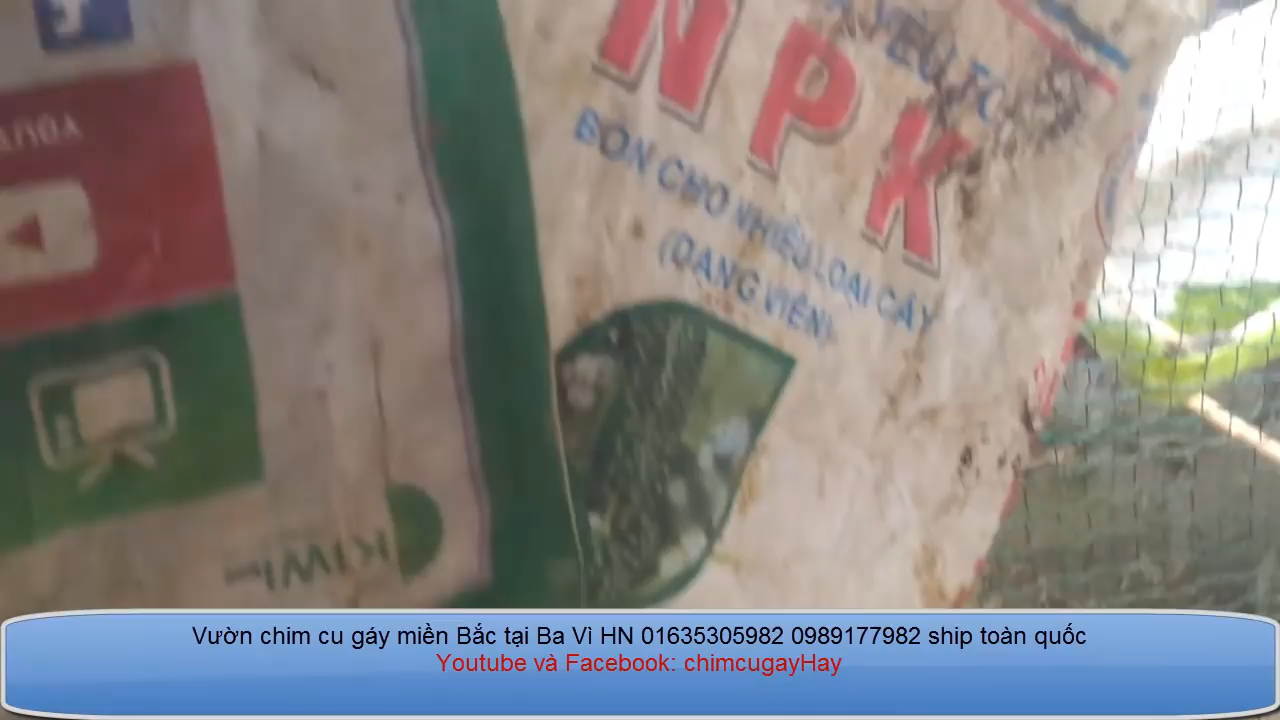 NPK
BÓN CHO NHIỀU LOẠI CÂY
(DẠNG VIÊN)
KIWI
Vườn chim cu gáy miền Bắc tại Ba Vì HN 01635305982 0989177982 ship toàn quốc
Youtube và Facebook: chimcugayHay